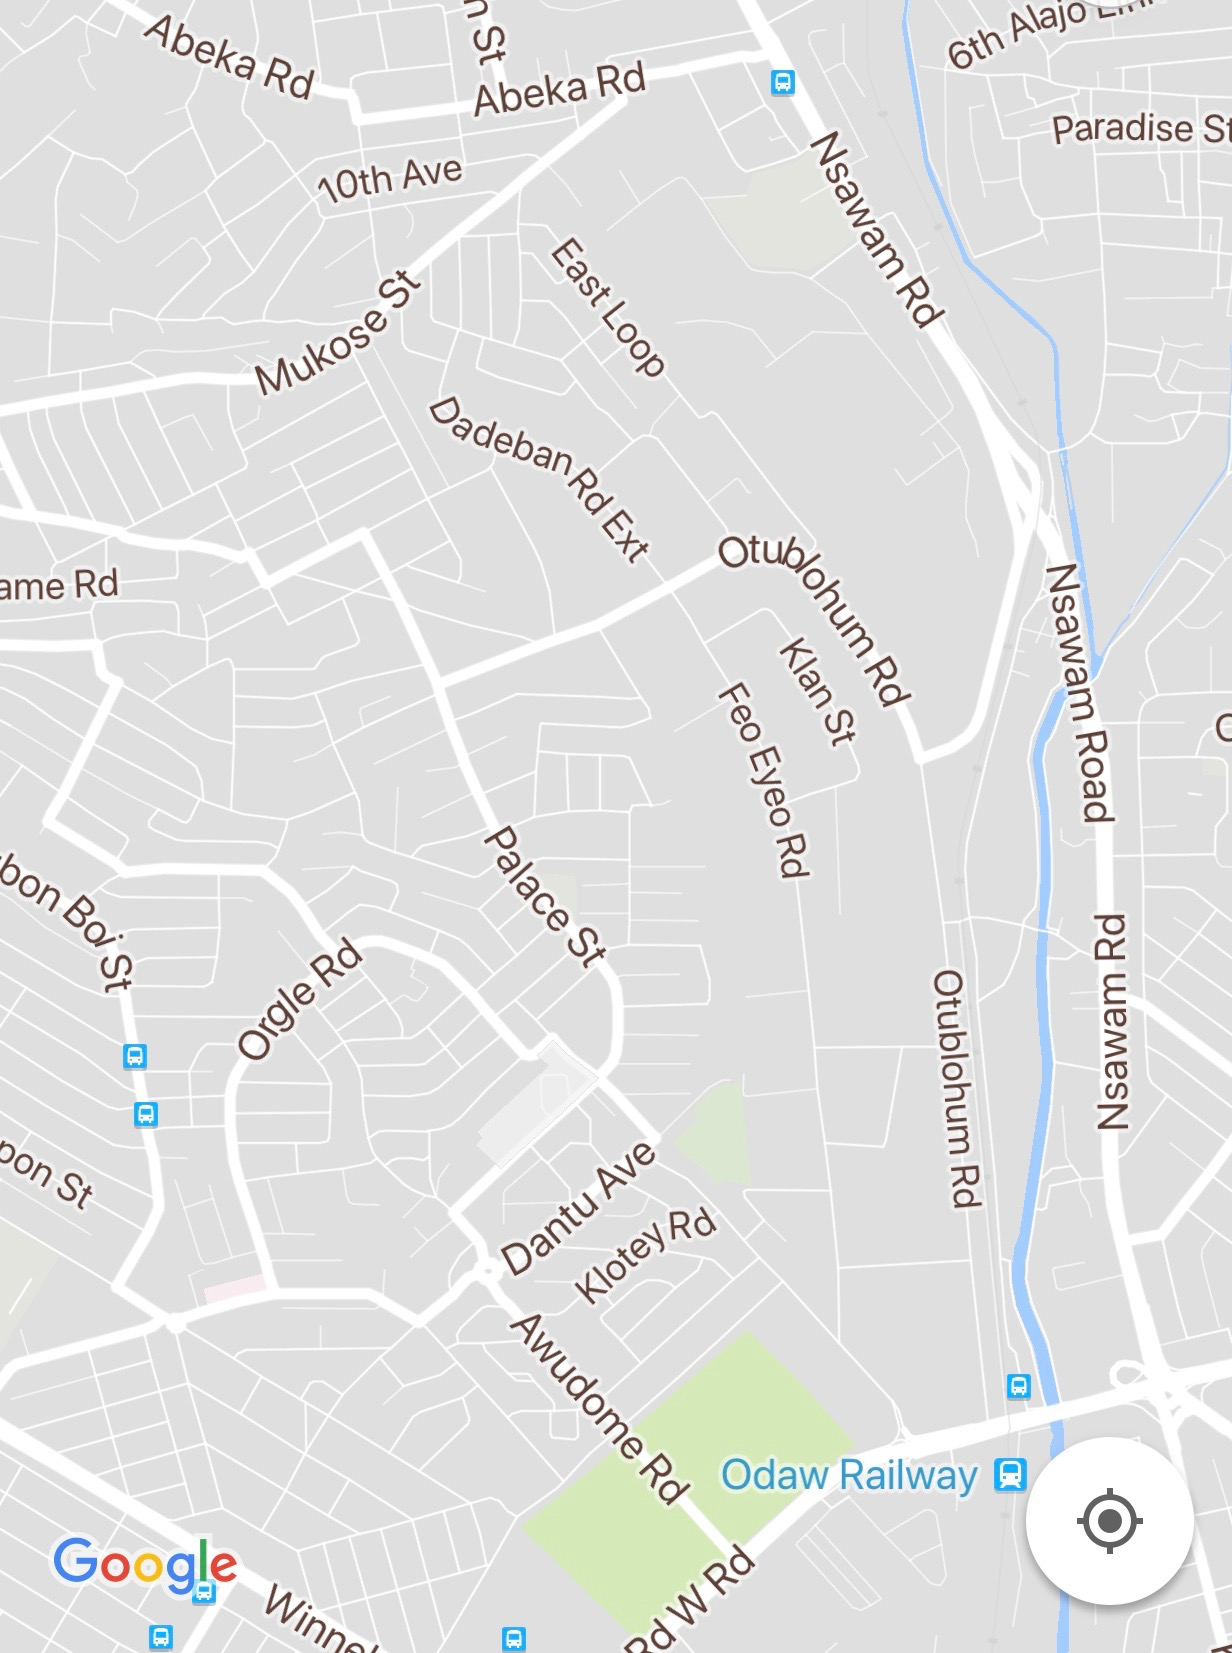 n St
Abeka Rd
6th Alajo
Abeka Rd
Paradise St
10th Ave
Nsawam Rd
East Loop
Mukose St
Dadeban Rd Ext
Otublohum Rd
ame Rd
Nsawam Road
Klan St
Feo Eyeo Rd
Palace St
bon Boi St
Nsawam Rd
Orgle Rd
Otublohum Rd
pon St
Dantu Ave
Klotey Rd
Awudome Rd
Odaw Railway
Google
Rd W Rd
Winne